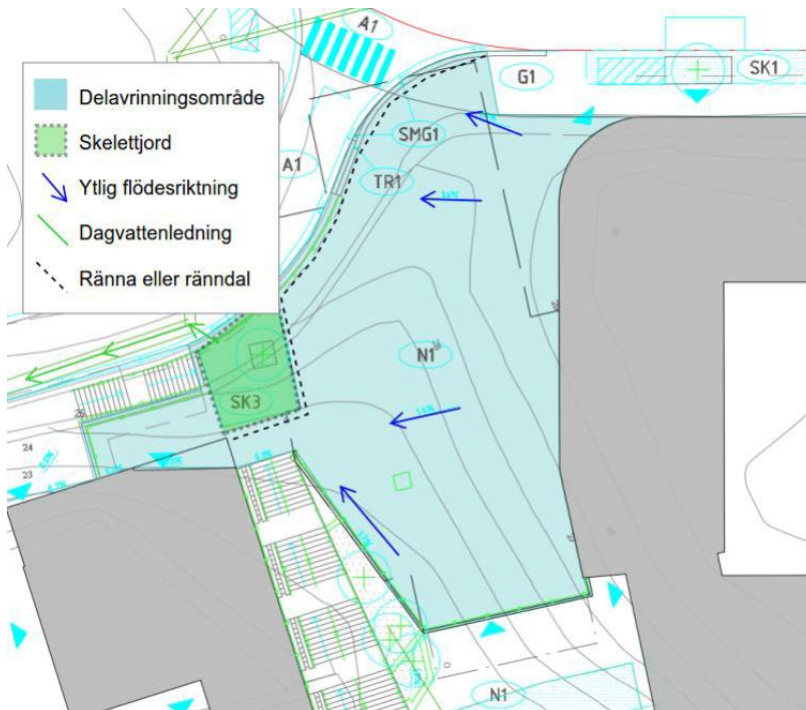 A1
G1
SK1
Delavrinningsområde
Skelettjord
Ytlig flödesriktning
Dagvattenledning
Ränna eller ränndal
SMG1
A1
TR1
N1
SK3
24
23
N1